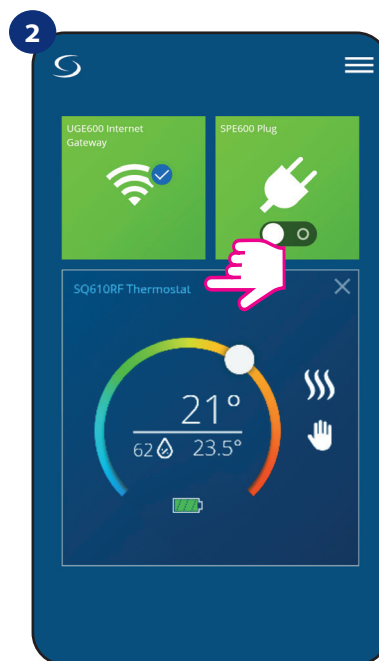 2
UGE600 Internet
Gateway
SPE600 Plug
SQ610RF Thermostat
21°
62 % 23.5°